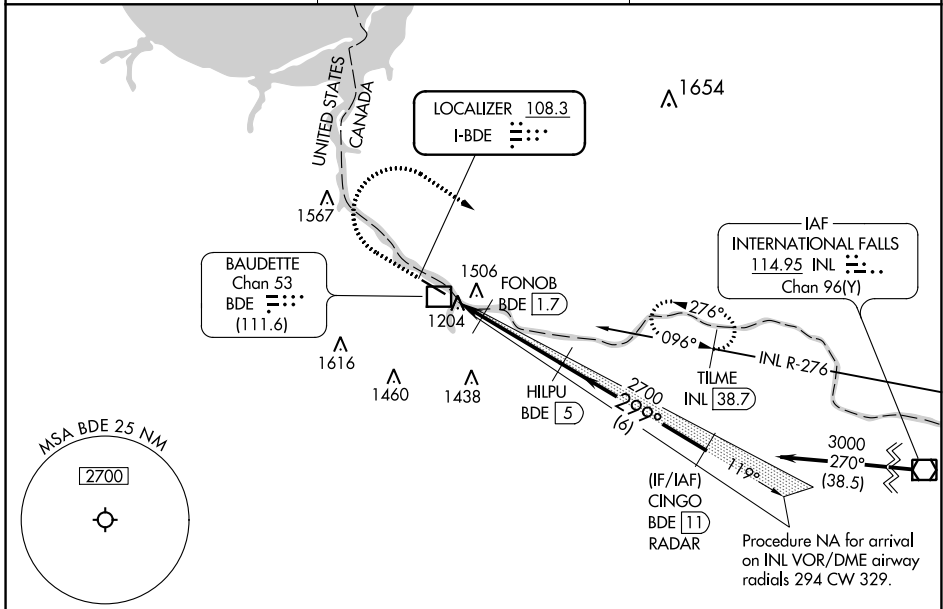 UNITED STATES
CANADA
1654
LOCALIZER 108.3
I-BDE
1567
IAF
INTERNATIONAL FALLS
114.95 INL
Chan 96(Y)
BAUDETTE
Chan 53
BDE
(111.6)
1506
FONOB
BDE 1.7
1204
276°
096°
INL R-276
TILME
INL 38.7
1616
1460
1438
HILPU
BDE 5
2700
299°
(6)
119°
3000
270°
(38.5)
MSA BDE 25 NM
2700
(IF/IAF)
CINGO
BDE 11
RADAR
Procedure NA for arrival
on INL VOR/DME airway
radials 294 CW 329.